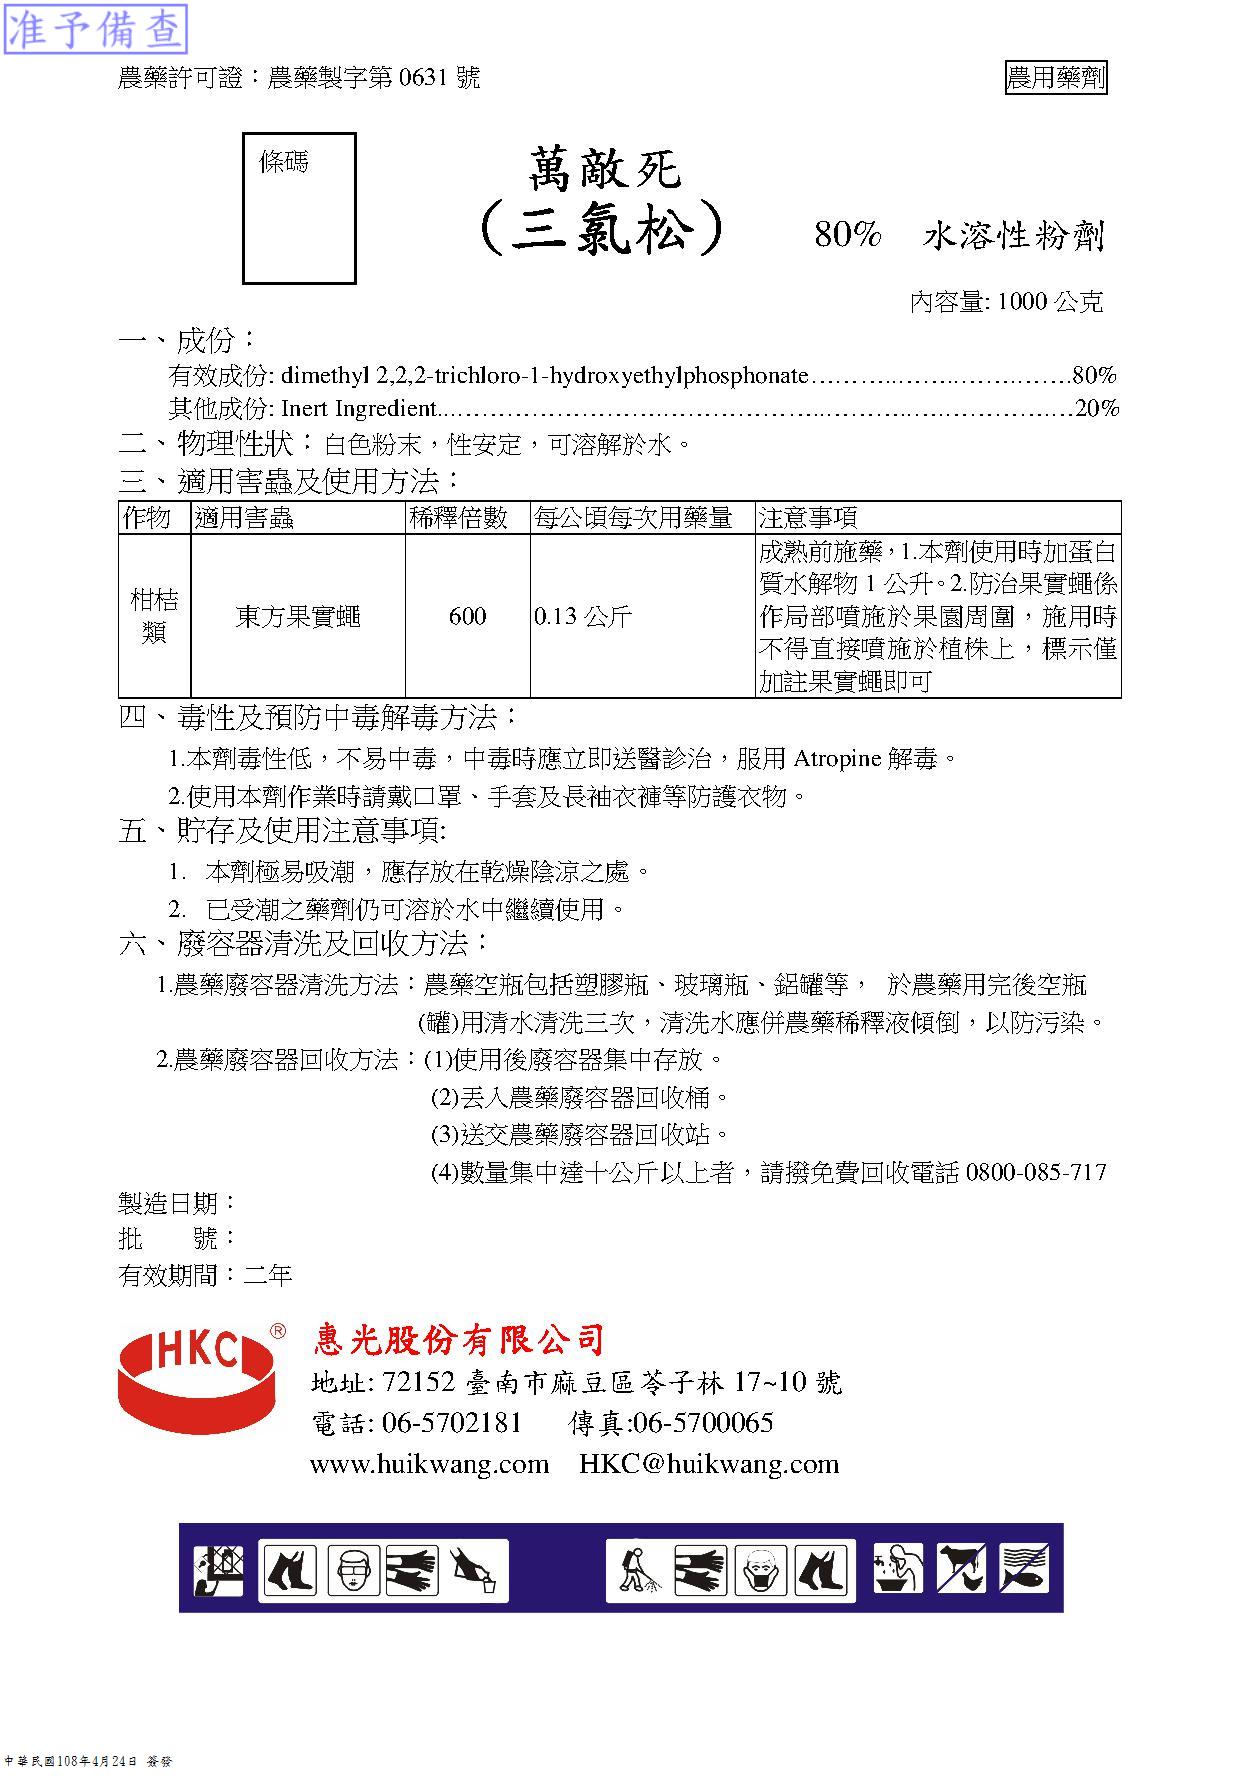 准予備查
農藥許可證：農藥製字第 0631 號
農用藥劑
條碼
萬敵死
（三氯松）
80% 水溶性粉劑
內容量: 1000 公克
一、成份：
有效成份: dimethyl 2,2,2-trichloro-1-hydroxyethylphosphonate……………………………80%
其他成份: Inert Ingredient……………………………………………………………………20%
二、物理性狀：白色粉末，性安定，可溶解於水。
三、適用害蟲及使用方法：
作物 適用害蟲 稀釋倍數 每公頃每次用藥量 注意事項
柑桔
類
東方果實蠅 600 0.13 公斤
成熟前施藥，1.本劑使用時加蛋白
質水解物 1 公升。2.防治果實蠅係
作局部噴施於果園周圍，施用時
不得直接噴施於植株上，標示僅
加註果實蠅即可
四、毒性及預防中毒解毒方法：
1.本劑毒性低，不易中毒，中毒時應立即送醫診治，服用 Atropine 解毒。
2.使用本劑作業時請戴口罩、手套及長袖衣褲等防護衣物。
五、貯存及使用注意事項:
1. 本劑極易吸潮，應存放在乾燥陰涼之處。
2. 已受潮之藥劑仍可溶於水中繼續使用。
六、廢容器清洗及回收方法：
1.農藥廢容器清洗方法：農藥空瓶包括塑膠瓶、玻璃瓶、鋁罐等， 於農藥用完後空瓶
(罐)用清水清洗三次，清洗水應併農藥稀釋液傾倒，以防污染。
2.農藥廢容器回收方法：(1)使用後廢容器集中存放。
(2)丟入農藥廢容器回收桶。
(3)送交農藥廢容器回收站。
(4)數量集中達十公斤以上者，請撥免費回收電話 0800-085-717
製造日期：
批　　號：
有效期間：二年
HKC ®
惠光股份有限公司
地址: 72152 臺南市麻豆區苓子林 17~10 號
電話: 06-5702181 傳真:06-5700065
www.huikwang.com HKC@huikwang.com
中華民國108年4月24日 簽發